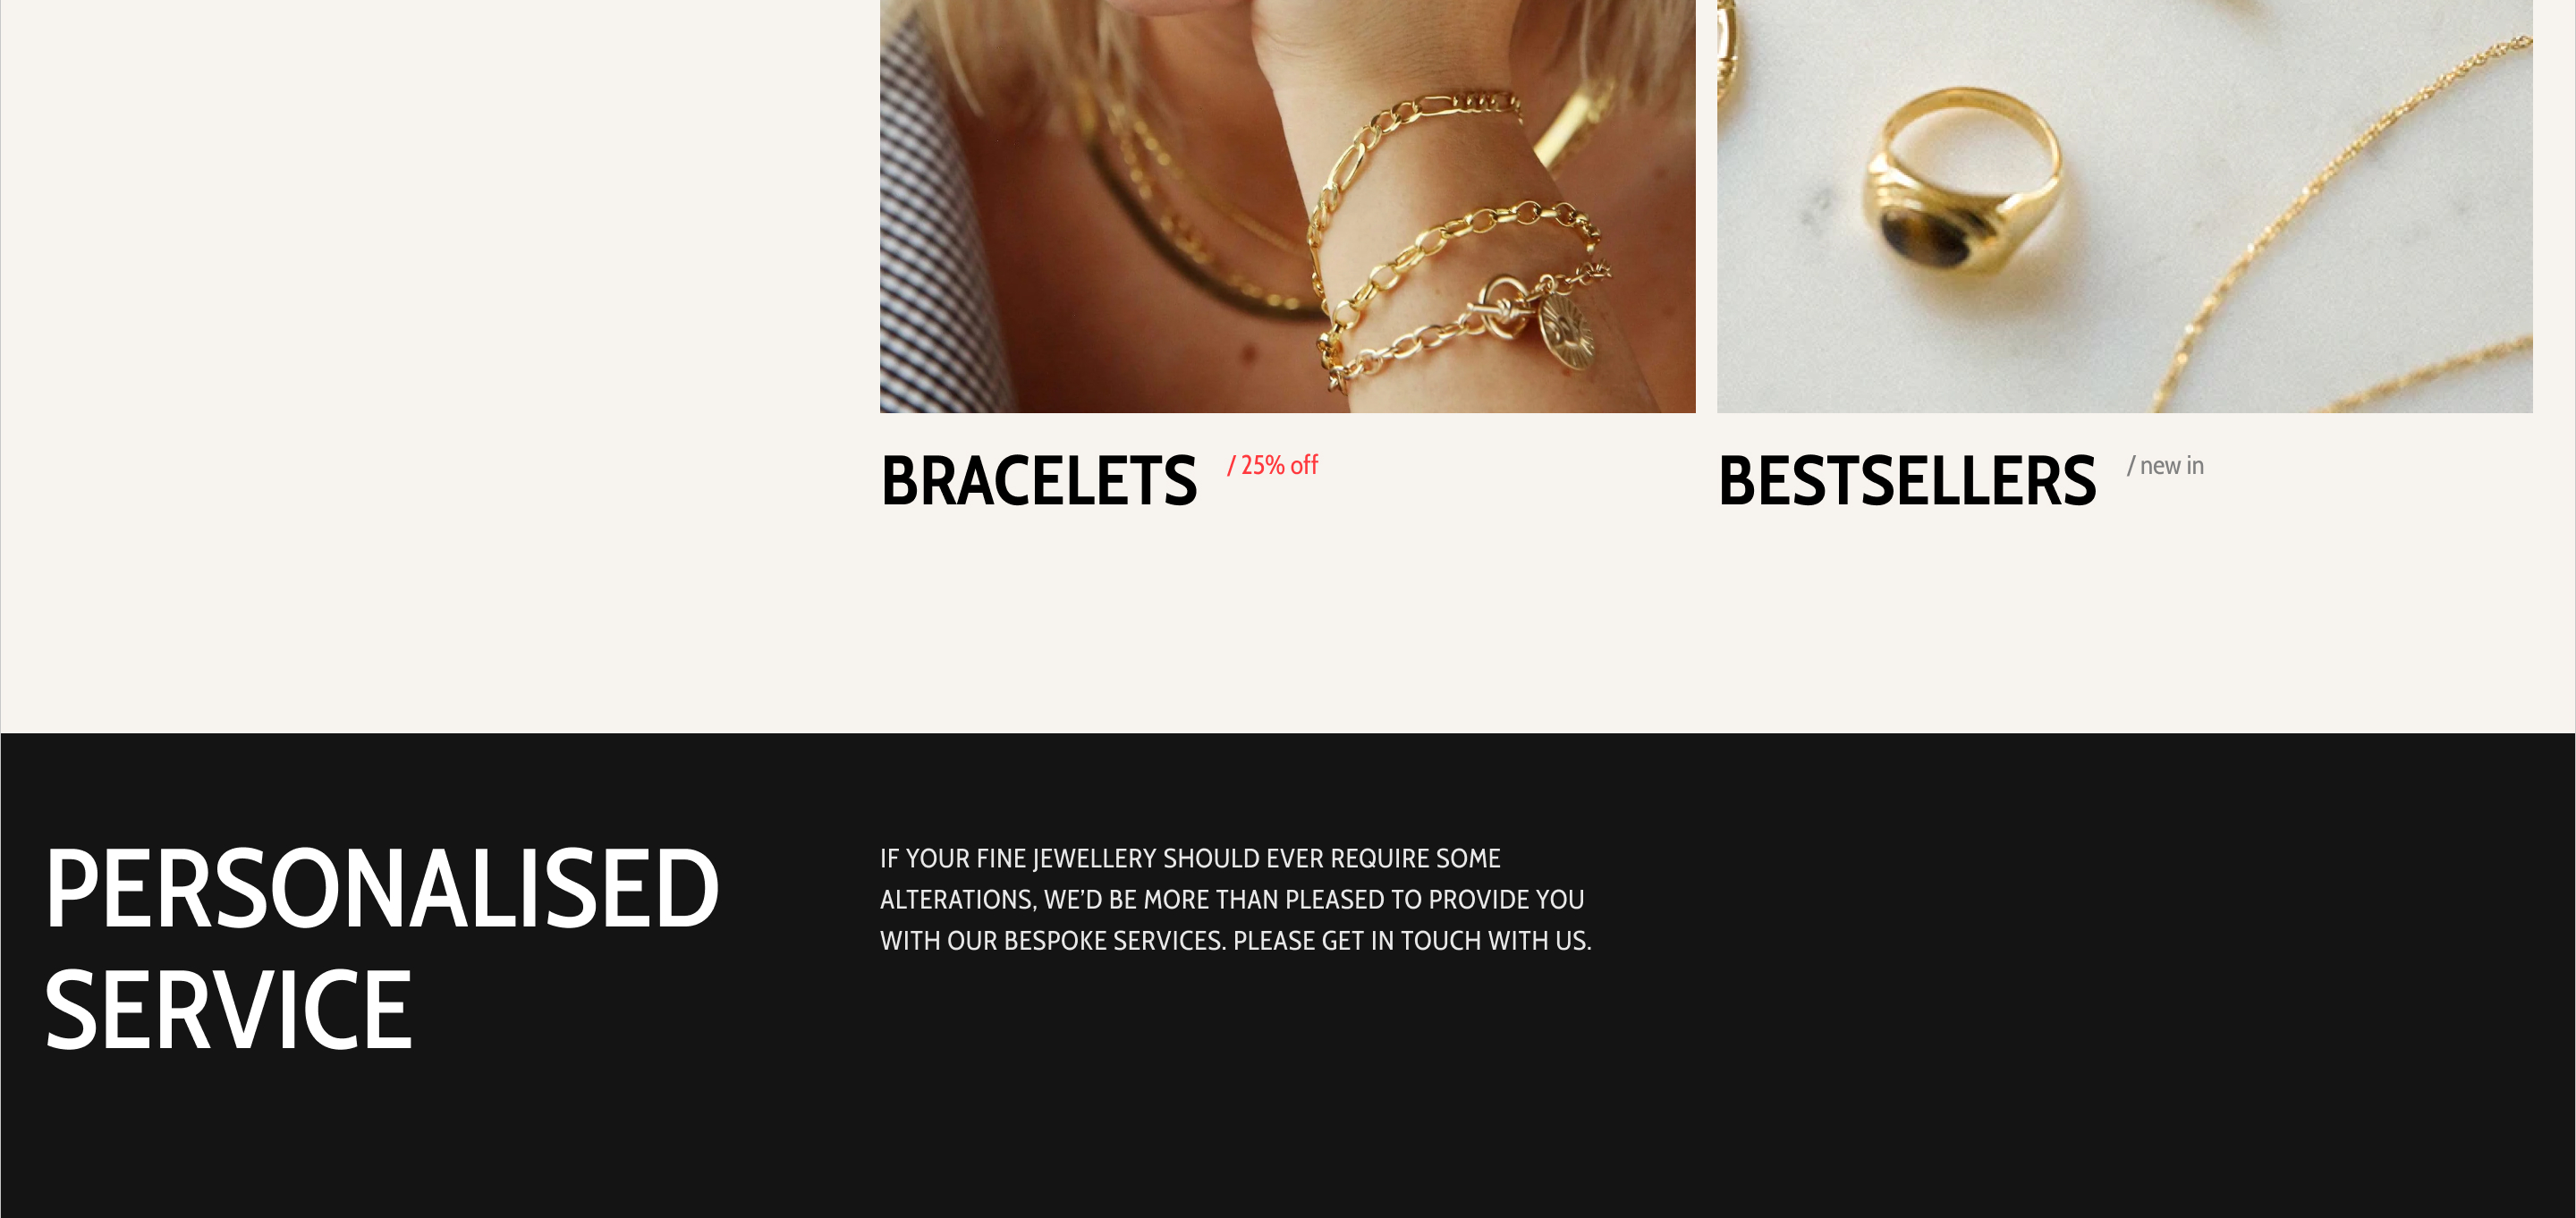 BRACELETS / 25% off
BESTSELLERS / new in
PERSONALISED
SERVICE
IF YOUR FINE JEWELLERY SHOULD EVER REQUIRE SOME
ALTERATIONS, WE’D BE MORE THAN PLEASED TO PROVIDE YOU
WITH OUR BESPOKE SERVICES. PLEASE GET IN TOUCH WITH US.